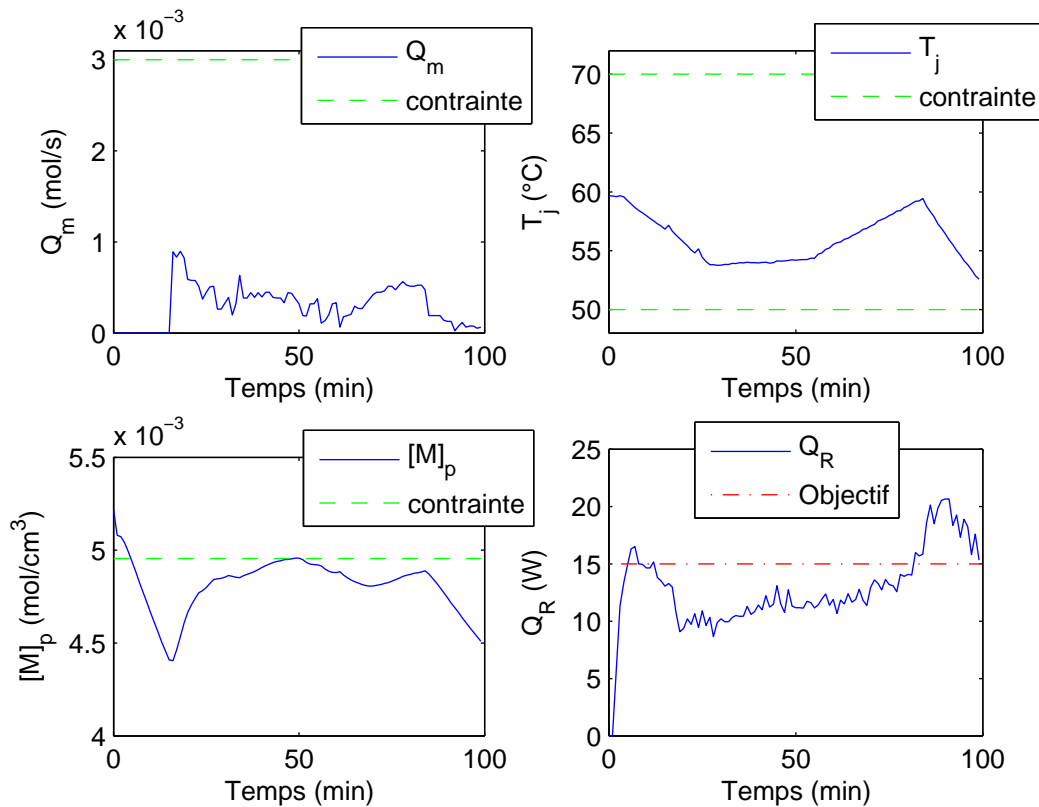 x 10−3
3
2
1
0
0
50
100
Q_m (mol/s)
Temps (min)
Q_m
contrainte
70
65
60
55
50
0
50
100
T_j (°C)
Temps (min)
T_j
contrainte
x 10−3
5.5
5
4.5
4
0
50
100
[M]_p (mol/cm3)
Temps (min)
[M]_p
contrainte
25
20
15
10
5
0
0
50
100
Q_R (W)
Temps (min)
Q_R
Objectif